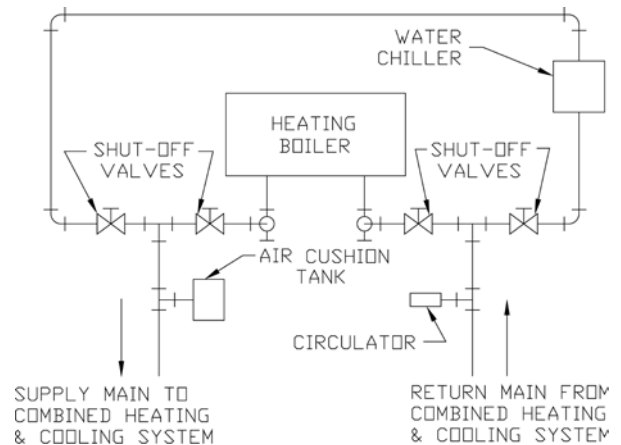 WATER
CHILLER
HEATING
BOILER
SHUT-OFF
VALVES
SHUT-OFF
VALVES
AIR CUSHION
TANK
CIRCULATOR
SUPPLY MAIN TO
COMBINED HEATING
& COOLING SYSTEM
RETURN MAIN FROM
COMBINED HEATING
& COOLING SYSTEM